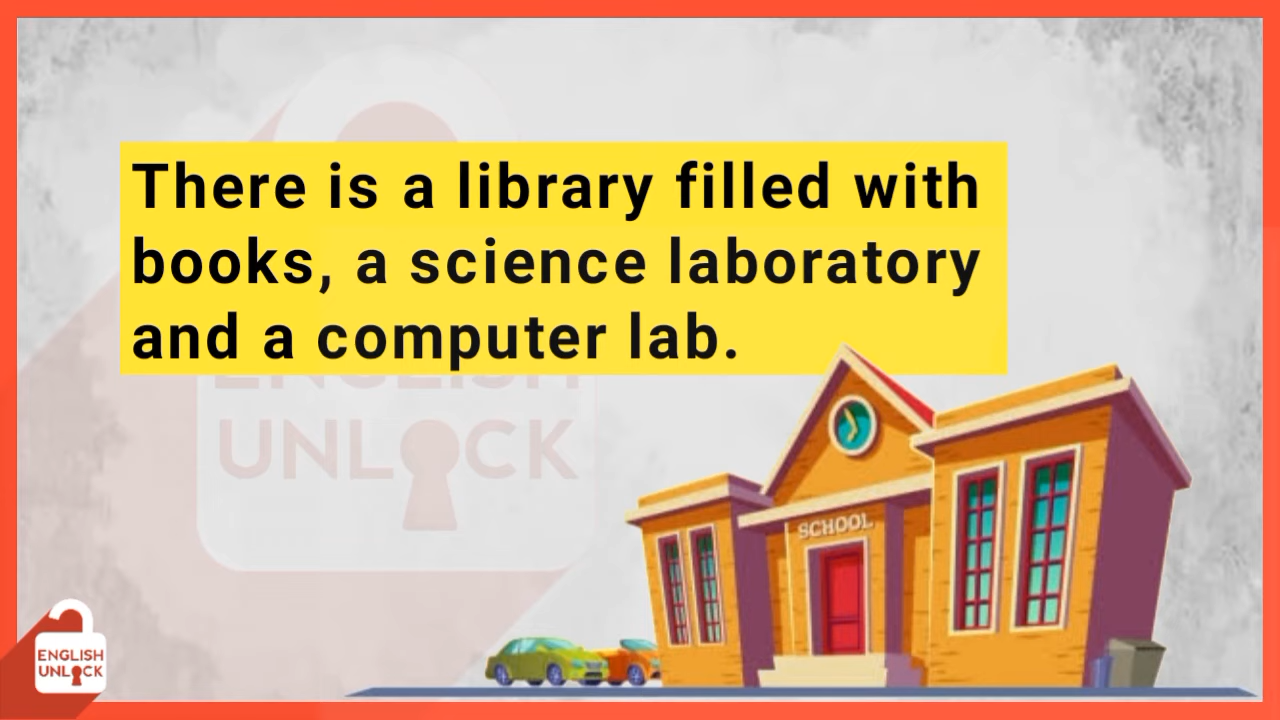 There is a library filled with
books, a science laboratory
and a computer lab.
ENGLISH
UNLOCK
SCHOOL
ENGLISH
UNLOCK